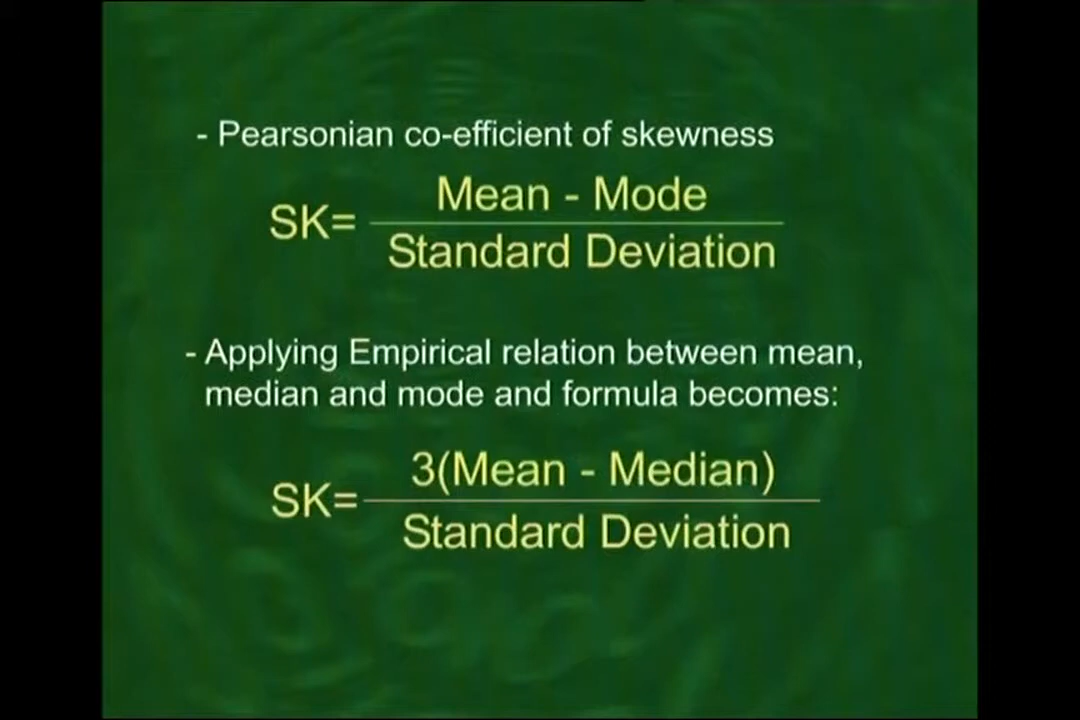 - Pearsonian co-efficient of skewness
SK= Mean - Mode
Standard Deviation
- Applying Empirical relation between mean,
median and mode and formula becomes:
SK= 3(Mean - Median)
Standard Deviation